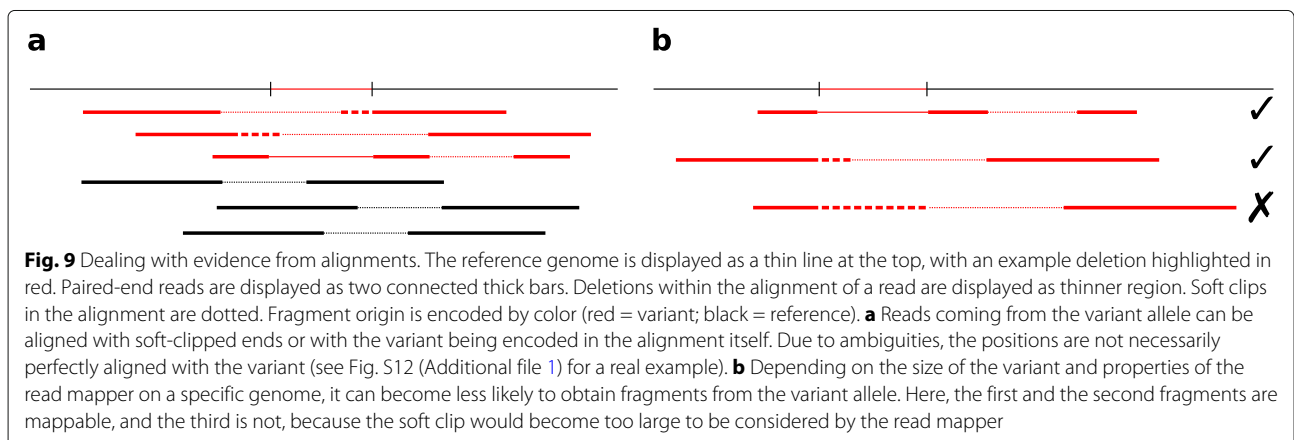 a
b
✓
✓
✗
Fig. 9 Dealing with evidence from alignments. The reference genome is displayed as a thin line at the top, with an example deletion highlighted in
red. Paired-end reads are displayed as two connected thick bars. Deletions within the alignment of a read are displayed as thinner region. Soft clips
in the alignment are dotted. Fragment origin is encoded by color (red = variant; black = reference). a Reads coming from the variant allele can be
aligned with soft-clipped ends or with the variant being encoded in the alignment itself. Due to ambiguities, the positions are not necessarily
perfectly aligned with the variant (see Fig. S12 (Additional file 1) for a real example). b Depending on the size of the variant and properties of the
read mapper on a specific genome, it can become less likely to obtain fragments from the variant allele. Here, the first and the second fragments are
mappable, and the third is not, because the soft clip would become too large to be considered by the read mapper